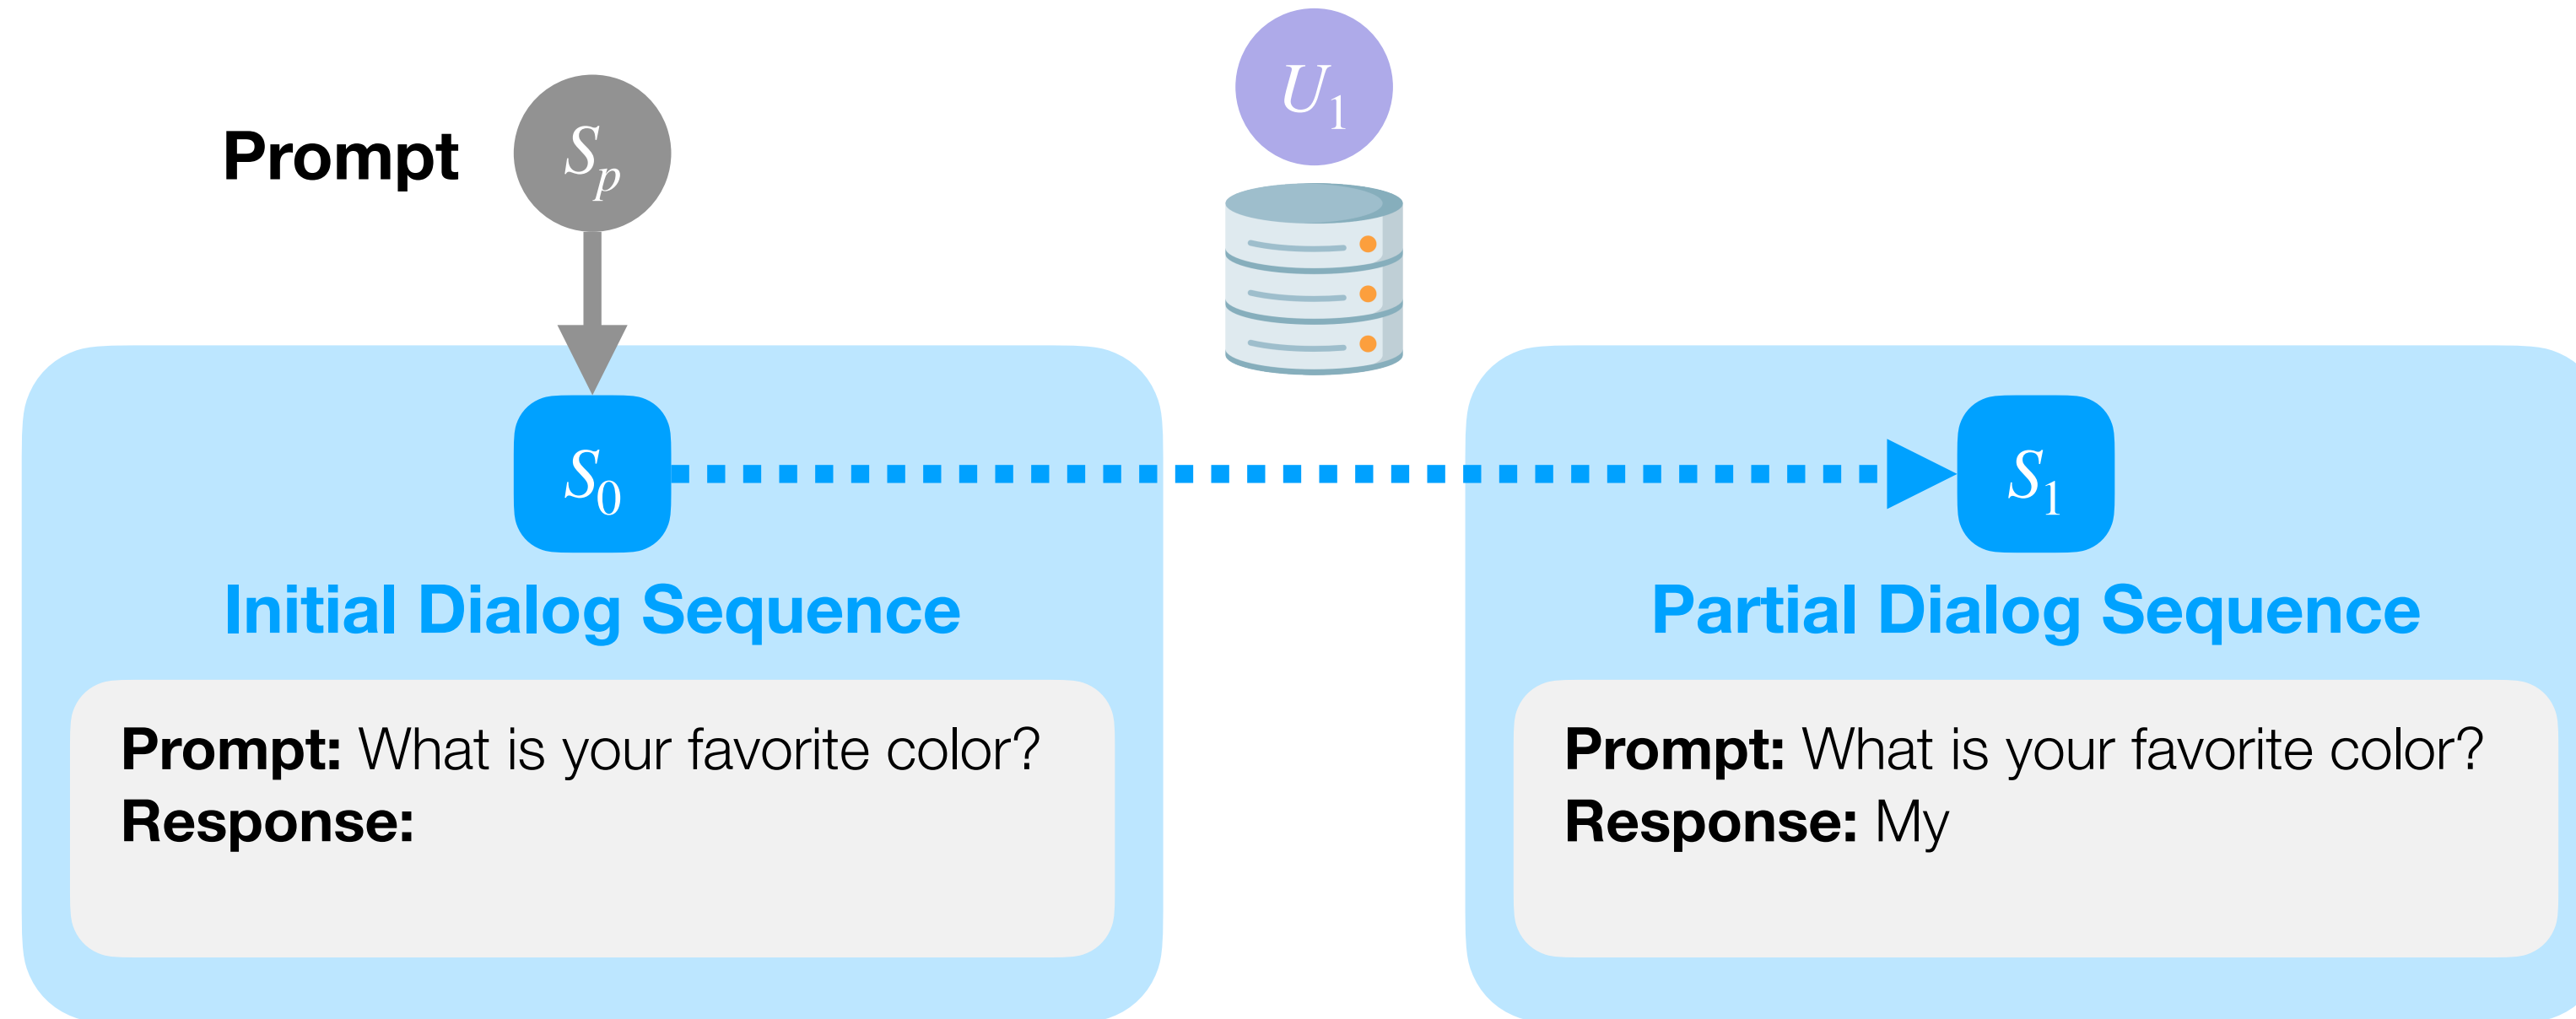 Prompt
Sp
U1
S0
S1
Initial Dialog Sequence
Prompt: What is your favorite color?
Response:
Partial Dialog Sequence
Prompt: What is your favorite color?
Response: My